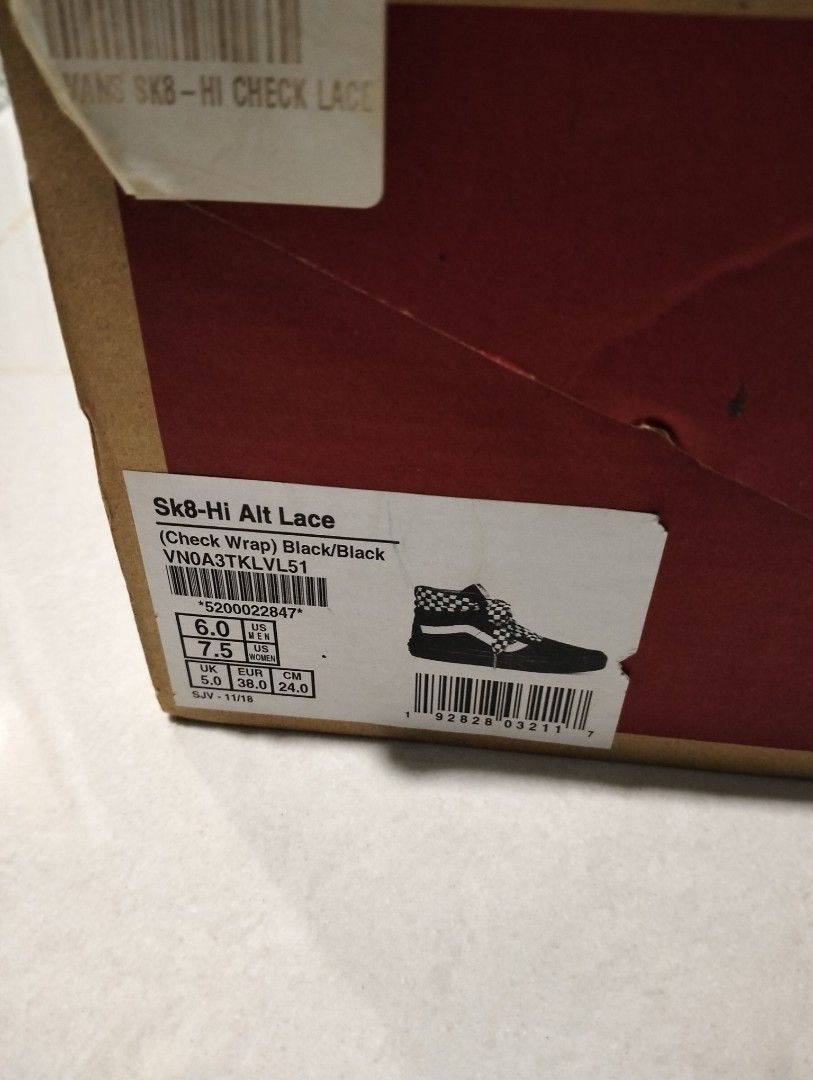 VANS SK8-HI CHECK LACE
Sk8-Hi Alt Lace
(Check Wrap) Black/Black
VN0A3TKLVL51
*5200022847*
6.0 US MEN
7.5 US WOMEN
UK 5.0 EUR 38.0 CM 24.0
SJV - 11/18
1 92828 03211 7